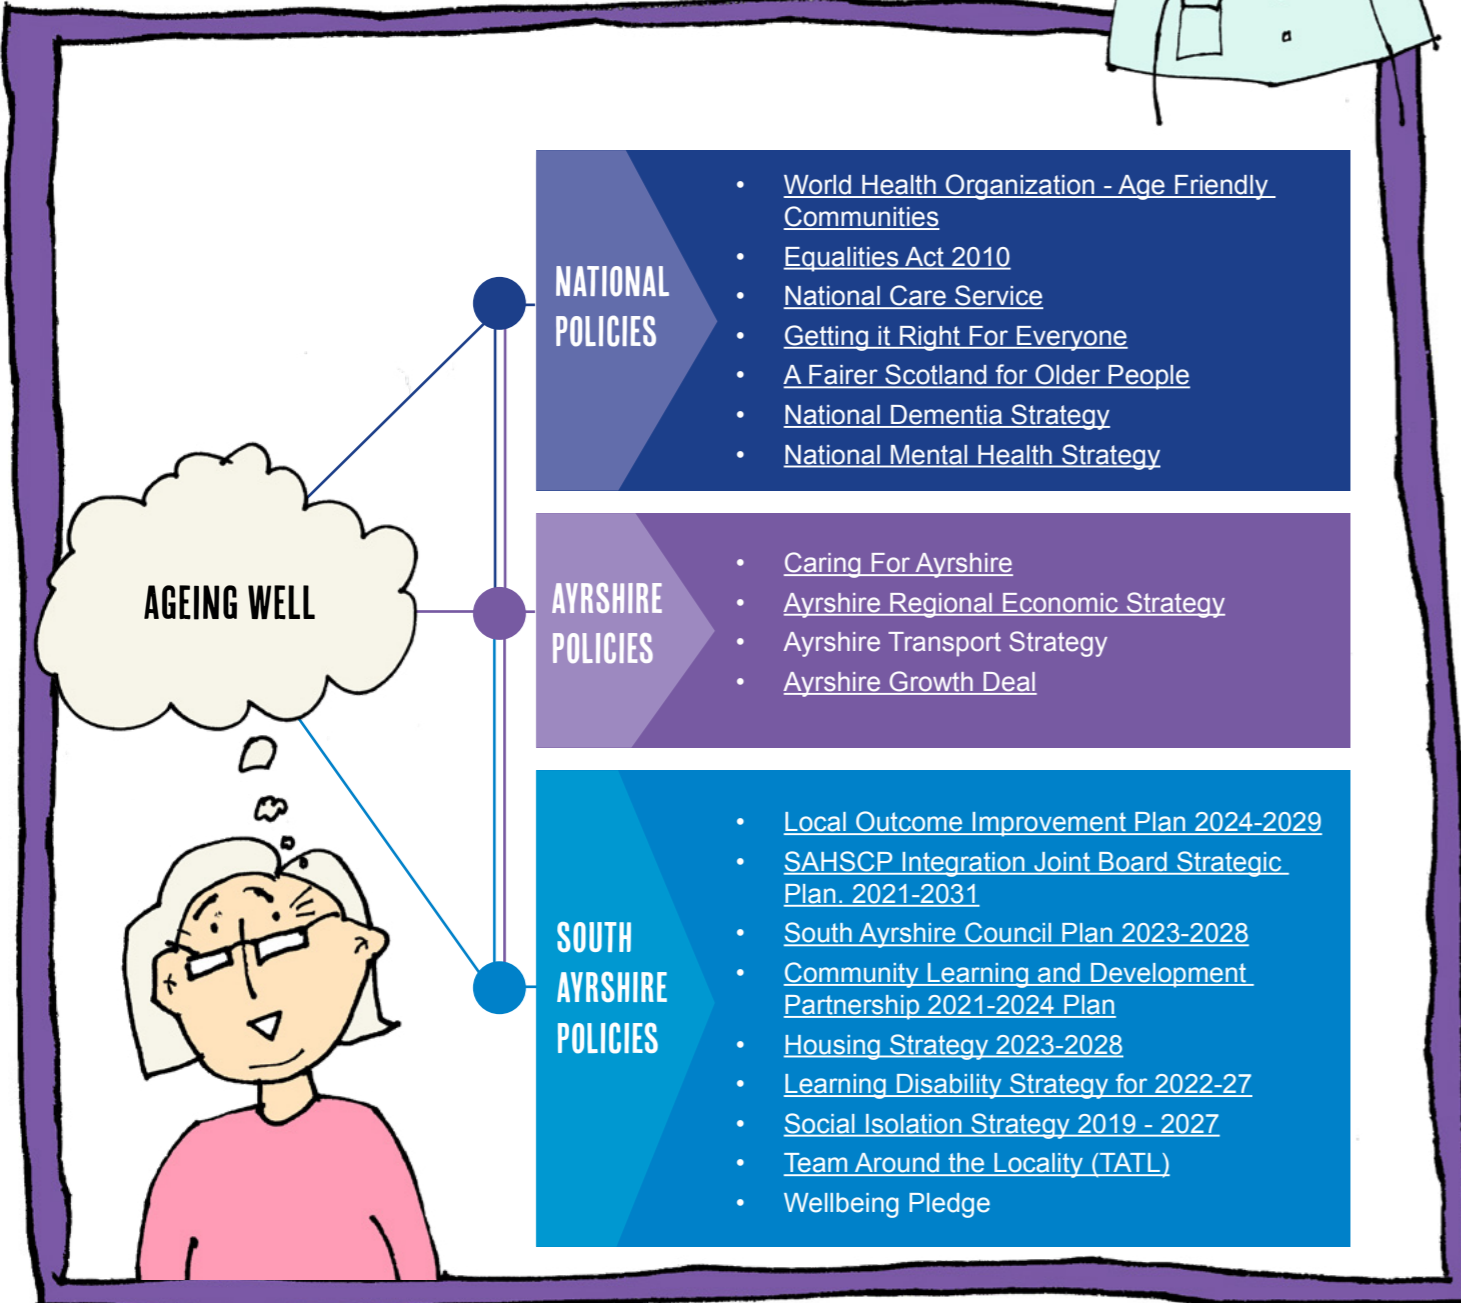 AGEING WELL
NATIONAL
POLICIES
• World Health Organization - Age Friendly
Communities
• Equalities Act 2010
• National Care Service
• Getting it Right For Everyone
• A Fairer Scotland for Older People
• National Dementia Strategy
• National Mental Health Strategy
AYRSHIRE
POLICIES
• Caring For Ayrshire
• Ayrshire Regional Economic Strategy
• Ayrshire Transport Strategy
• Ayrshire Growth Deal
SOUTH
AYRSHIRE
POLICIES
• Local Outcome Improvement Plan 2024-2029
• SAHSCP Integration Joint Board Strategic
Plan. 2021-2031
• South Ayrshire Council Plan 2023-2028
• Community Learning and Development
Partnership 2021-2024 Plan
• Housing Strategy 2023-2028
• Learning Disability Strategy for 2022-27
• Social Isolation Strategy 2019 - 2027
• Team Around the Locality (TATL)
• Wellbeing Pledge